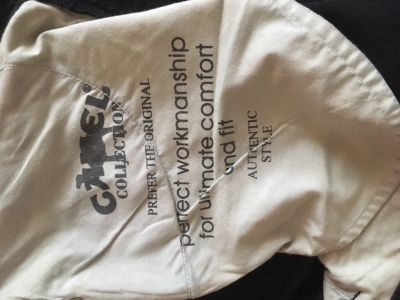 CAMEL®
COLLECTION
PREFER THE ORIGINAL
perfect workmanship
for ultimate comfort
and fit
AUTHENTIC
STYLE